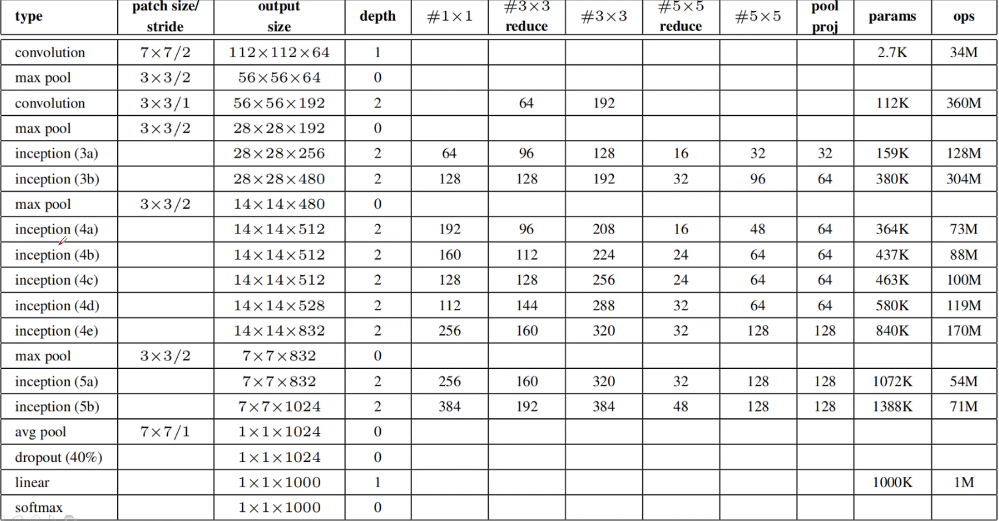 type patch size/ stride output size depth #1×1 #3×3 reduce #3×3 #5×5 reduce #5×5 pool proj params ops
convolution 7×7/2 112×112×64 1 2.7K 34M
max pool 3×3/2 56×56×64 0
convolution 3×3/1 56×56×192 2 64 192 112K 360M
max pool 3×3/2 28×28×192 0
inception (3a) 28×28×256 2 64 96 128 16 32 32 159K 128M
inception (3b) 28×28×480 2 128 128 192 32 96 64 380K 304M
max pool 3×3/2 14×14×480 0
inception (4a) 14×14×512 2 192 96 208 16 48 64 364K 73M
inception (4b) 14×14×512 2 160 112 224 24 64 64 437K 88M
inception (4c) 14×14×512 2 128 128 256 24 64 64 463K 100M
inception (4d) 14×14×528 2 112 144 288 32 64 64 580K 119M
inception (4e) 14×14×832 2 256 160 320 32 128 128 840K 170M
max pool 3×3/2 7×7×832 0
inception (5a) 7×7×832 2 256 160 320 32 128 128 1072K 54M
inception (5b) 7×7×1024 2 384 192 384 48 128 128 1388K 71M
avg pool 7×7/1 1×1×1024 0
dropout (40%) 1×1×1024 0
linear 1×1×1000 1 1000K 1M
softmax 1×1×1000 0